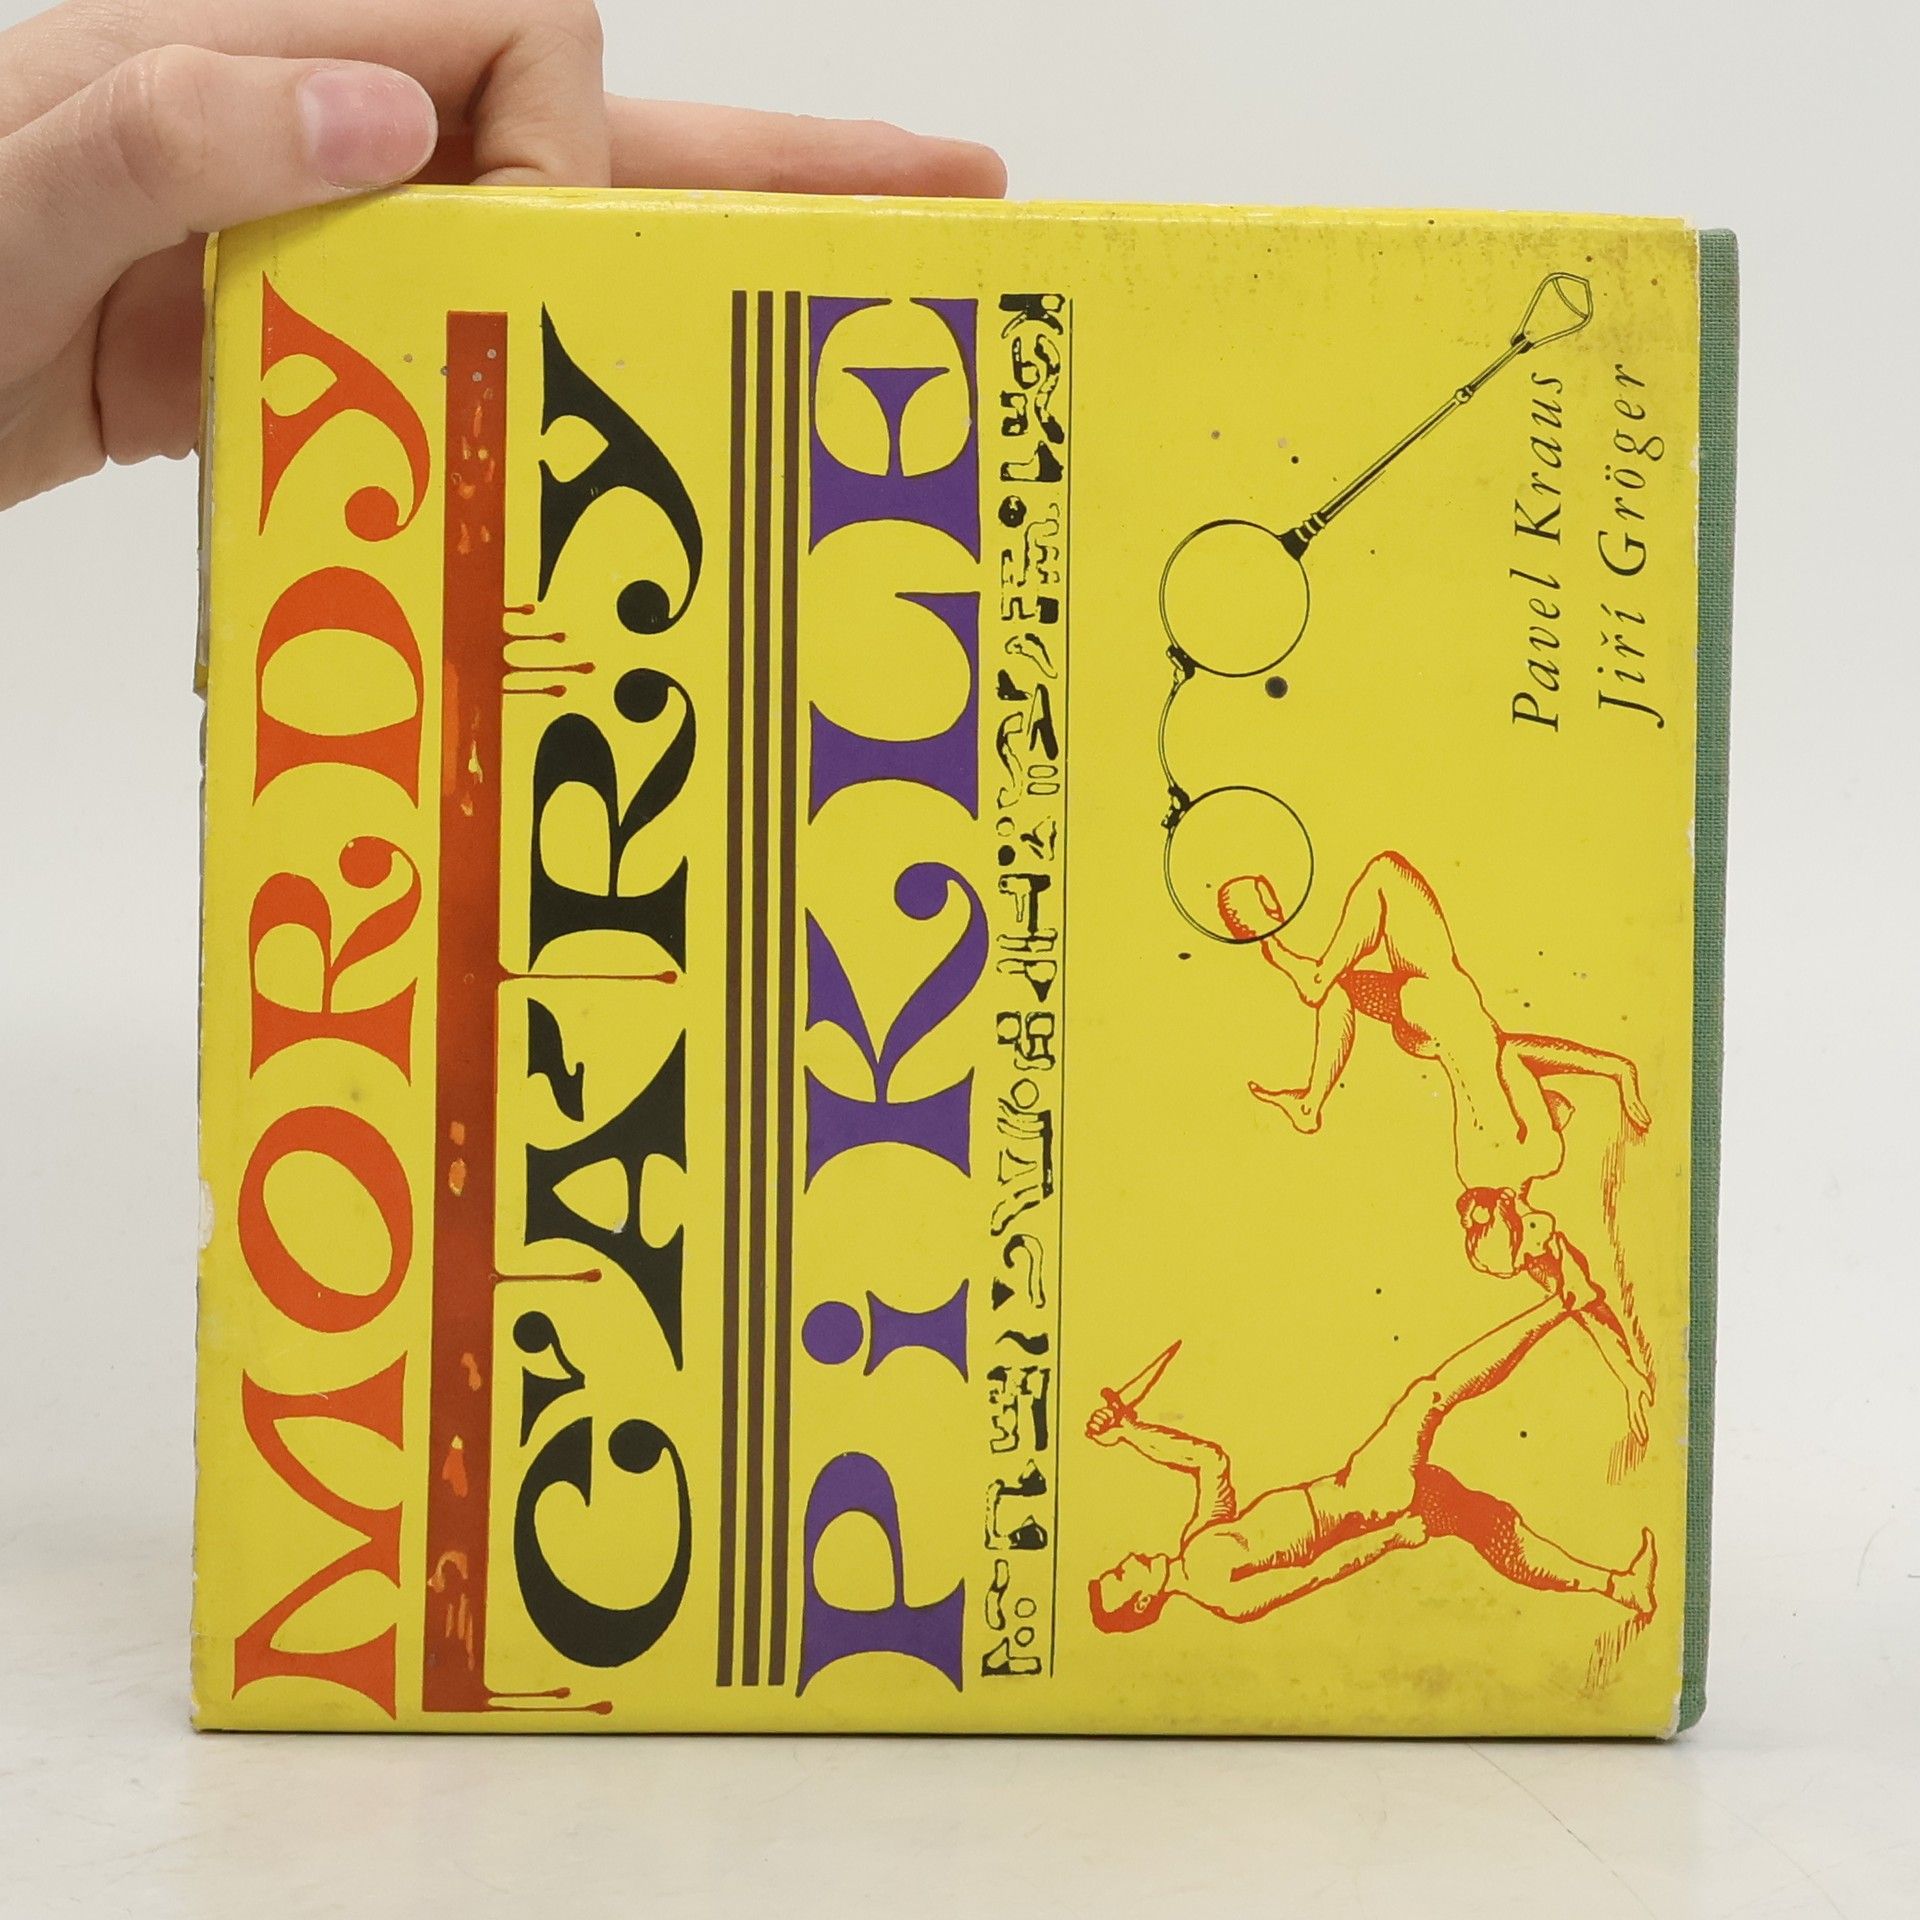 MORDY
ČÁRY
PiKLE
Pavel Kraus
Jiří Gröger